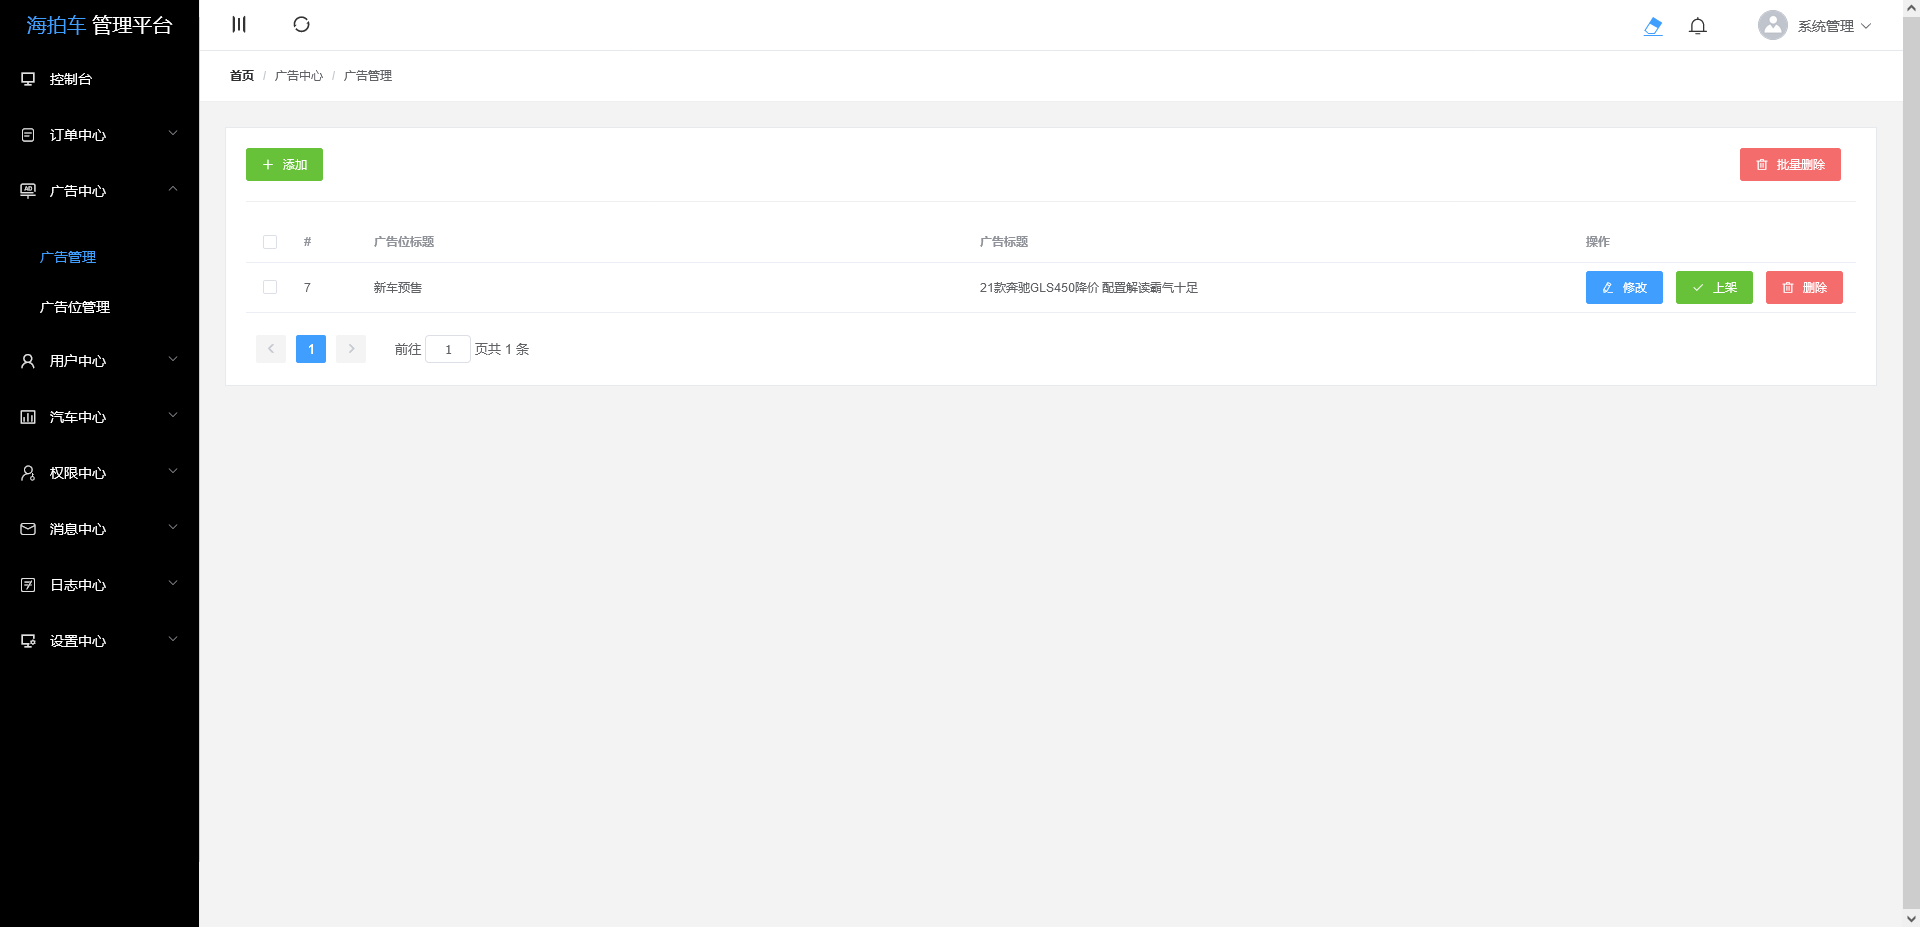 海拍车 管理平台
控制台
订单中心
广告中心
广告管理
广告位管理
用户中心
汽车中心
权限中心
消息中心
日志中心
设置中心
系统管理
首页 / 广告中心 / 广告管理
添加
批量删除
# 广告位标题 广告标题 操作
7 新车预售 21款奔驰GLS450降价 配置解读霸气十足 修改 上架 删除
1 前往 1 页共 1 条